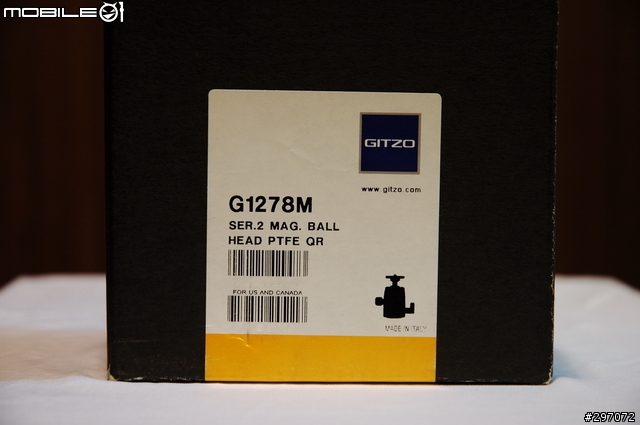 MOBILE01
GITZO
www.gitzo.com
G1278M
SER.2 MAG. BALL
HEAD PTFE QR
FOR US AND CANADA
MADE IN ITALY
#297072